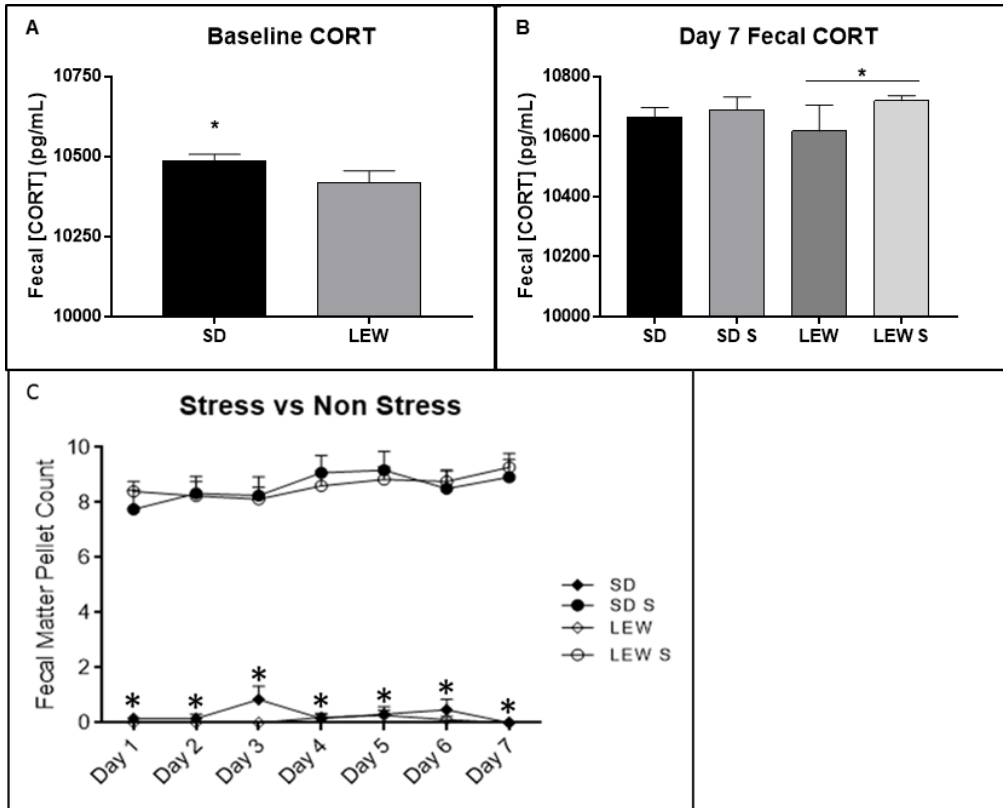 A
Baseline CORT
Fecal [CORT] (pg/mL)
10750
10500
10250
10000
*
SD
LEW
B
Day 7 Fecal CORT
Fecal [CORT] (pg/mL)
10800
10600
10400
10200
10000
*
SD
SD S
LEW
LEW S
C
Stress vs Non Stress
Fecal Matter Pellet Count
10
8
6
4
2
0
* * * * * * *
Day 1
Day 2
Day 3
Day 4
Day 5
Day 6
Day 7
SD
SD S
LEW
LEW S